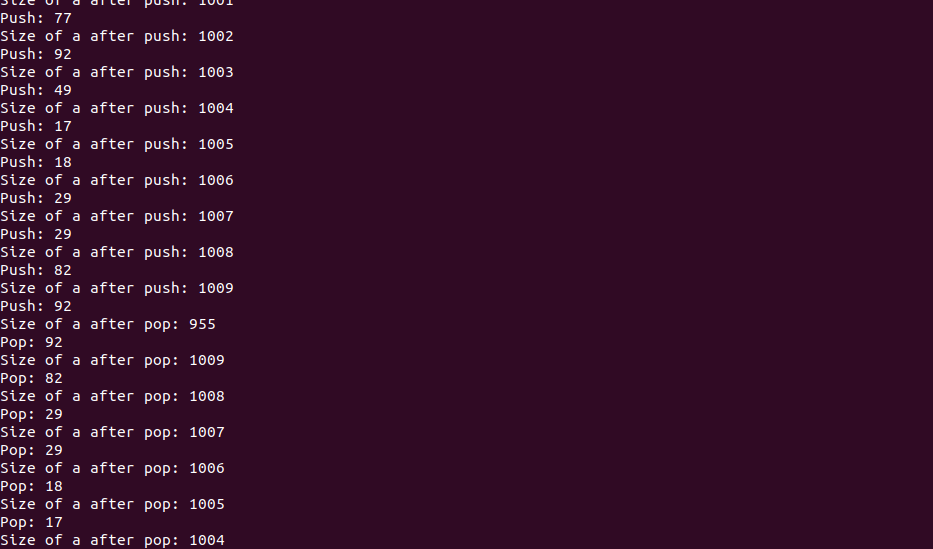 Size of a after push: 1001
Push: 77
Size of a after push: 1002
Push: 92
Size of a after push: 1003
Push: 49
Size of a after push: 1004
Push: 17
Size of a after push: 1005
Push: 18
Size of a after push: 1006
Push: 29
Size of a after push: 1007
Push: 29
Size of a after push: 1008
Push: 82
Size of a after push: 1009
Push: 92
Size of a after pop: 955
Pop: 92
Size of a after pop: 1009
Pop: 82
Size of a after pop: 1008
Pop: 29
Size of a after pop: 1007
Pop: 29
Size of a after pop: 1006
Pop: 18
Size of a after pop: 1005
Pop: 17
Size of a after pop: 1004